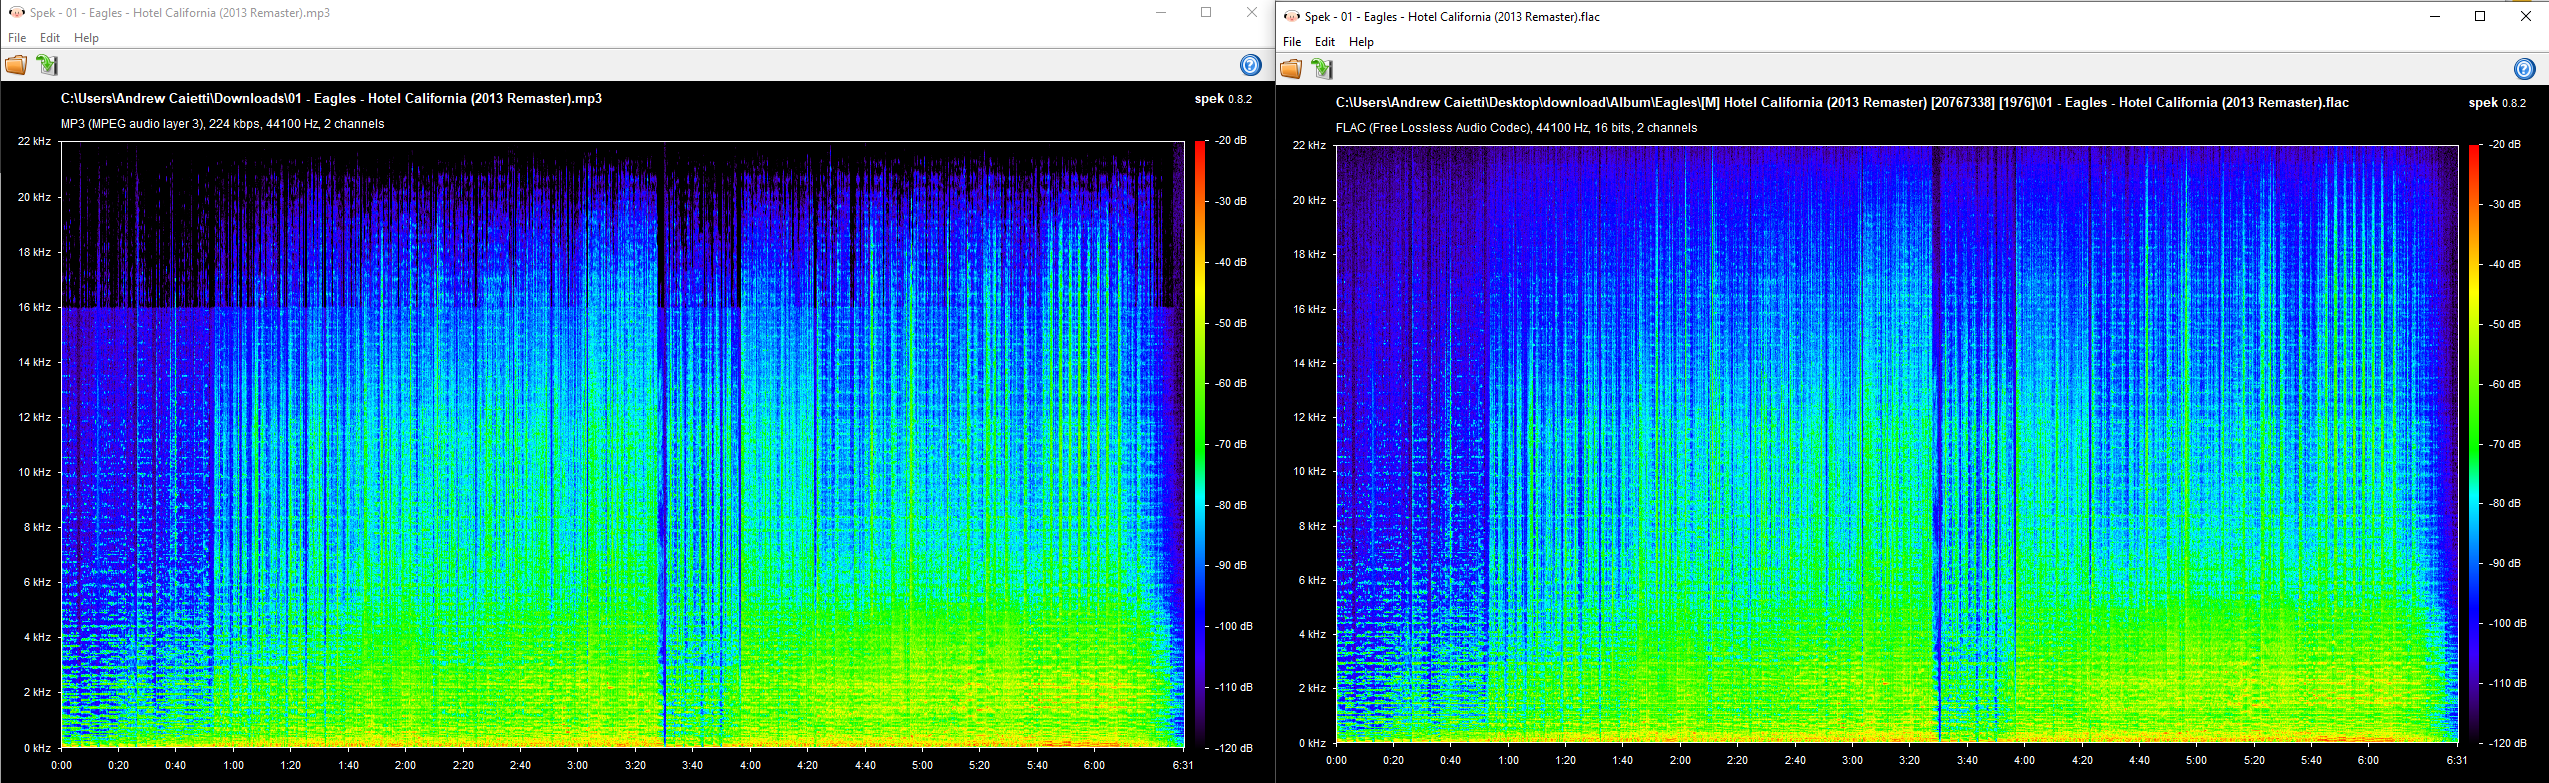 Spek - 01 - Eagles - Hotel California (2013 Remaster).mp3
File Edit Help
C:\Users\Andrew Caietti\Downloads\01 - Eagles - Hotel California (2013 Remaster).mp3
spek 0.8.2
MP3 (MPEG audio layer 3), 224 kbps, 44100 Hz, 2 channels
22 kHz
20 kHz
18 kHz
16 kHz
14 kHz
12 kHz
10 kHz
8 kHz
6 kHz
4 kHz
2 kHz
0 kHz
-20 dB
-30 dB
-40 dB
-50 dB
-60 dB
-70 dB
-80 dB
-90 dB
-100 dB
-110 dB
-120 dB
0:00 0:20 0:40 1:00 1:20 1:40 2:00 2:20 2:40 3:00 3:20 3:40 4:00 4:20 4:40 5:00 5:20 5:40 6:00 6:31
Spek - 01 - Eagles - Hotel California (2013 Remaster).flac
File Edit Help
C:\Users\Andrew Caietti\Desktop\download\Album\Eagles\[M] Hotel California (2013 Remaster) [20767338] [1976]\01 - Eagles - Hotel California (2013 Remaster).flac
spek 0.8.2
FLAC (Free Lossless Audio Codec), 44100 Hz, 16 bits, 2 channels
22 kHz
20 kHz
18 kHz
16 kHz
14 kHz
12 kHz
10 kHz
8 kHz
6 kHz
4 kHz
2 kHz
0 kHz
-20 dB
-30 dB
-40 dB
-50 dB
-60 dB
-70 dB
-80 dB
-90 dB
-100 dB
-110 dB
-120 dB
0:00 0:20 0:40 1:00 1:20 1:40 2:00 2:20 2:40 3:00 3:20 3:40 4:00 4:20 4:40 5:00 5:20 5:40 6:00 6:31